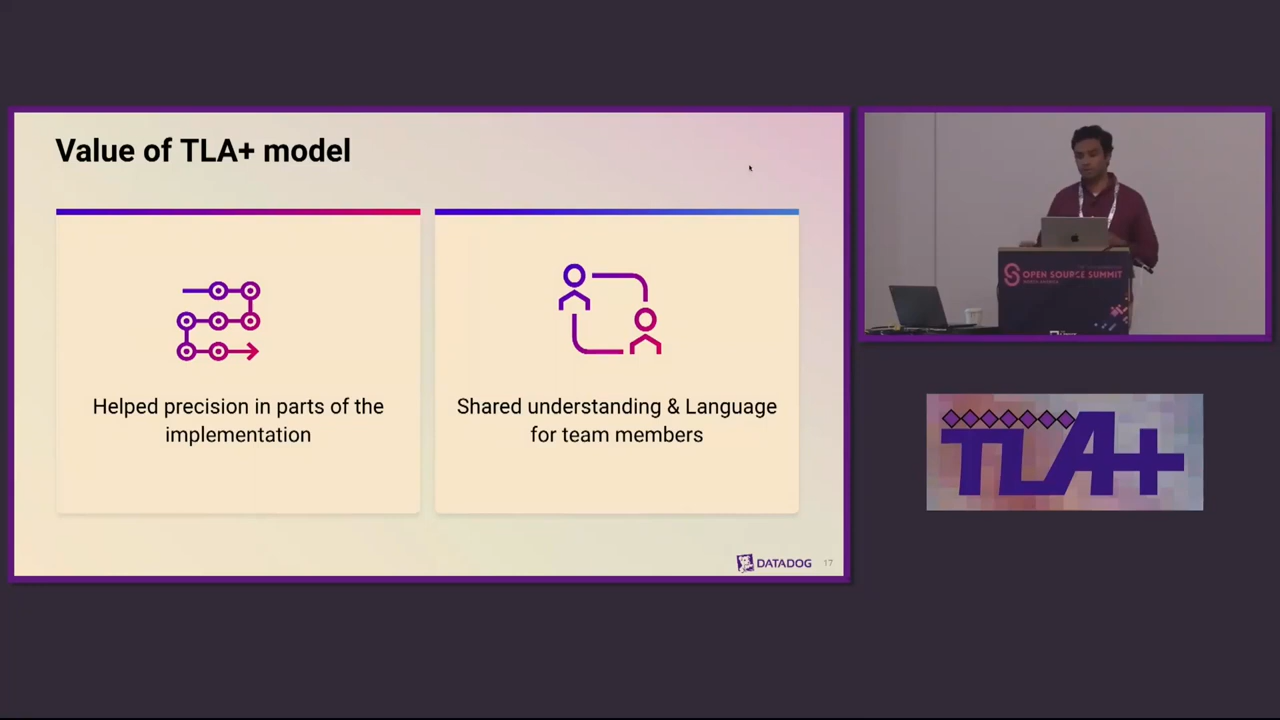 Value of TLA+ model
Helped precision in parts of the
implementation
Shared understanding & Language
for team members
DATADOG
17
OPEN SOURCE SUMMIT
TLA+